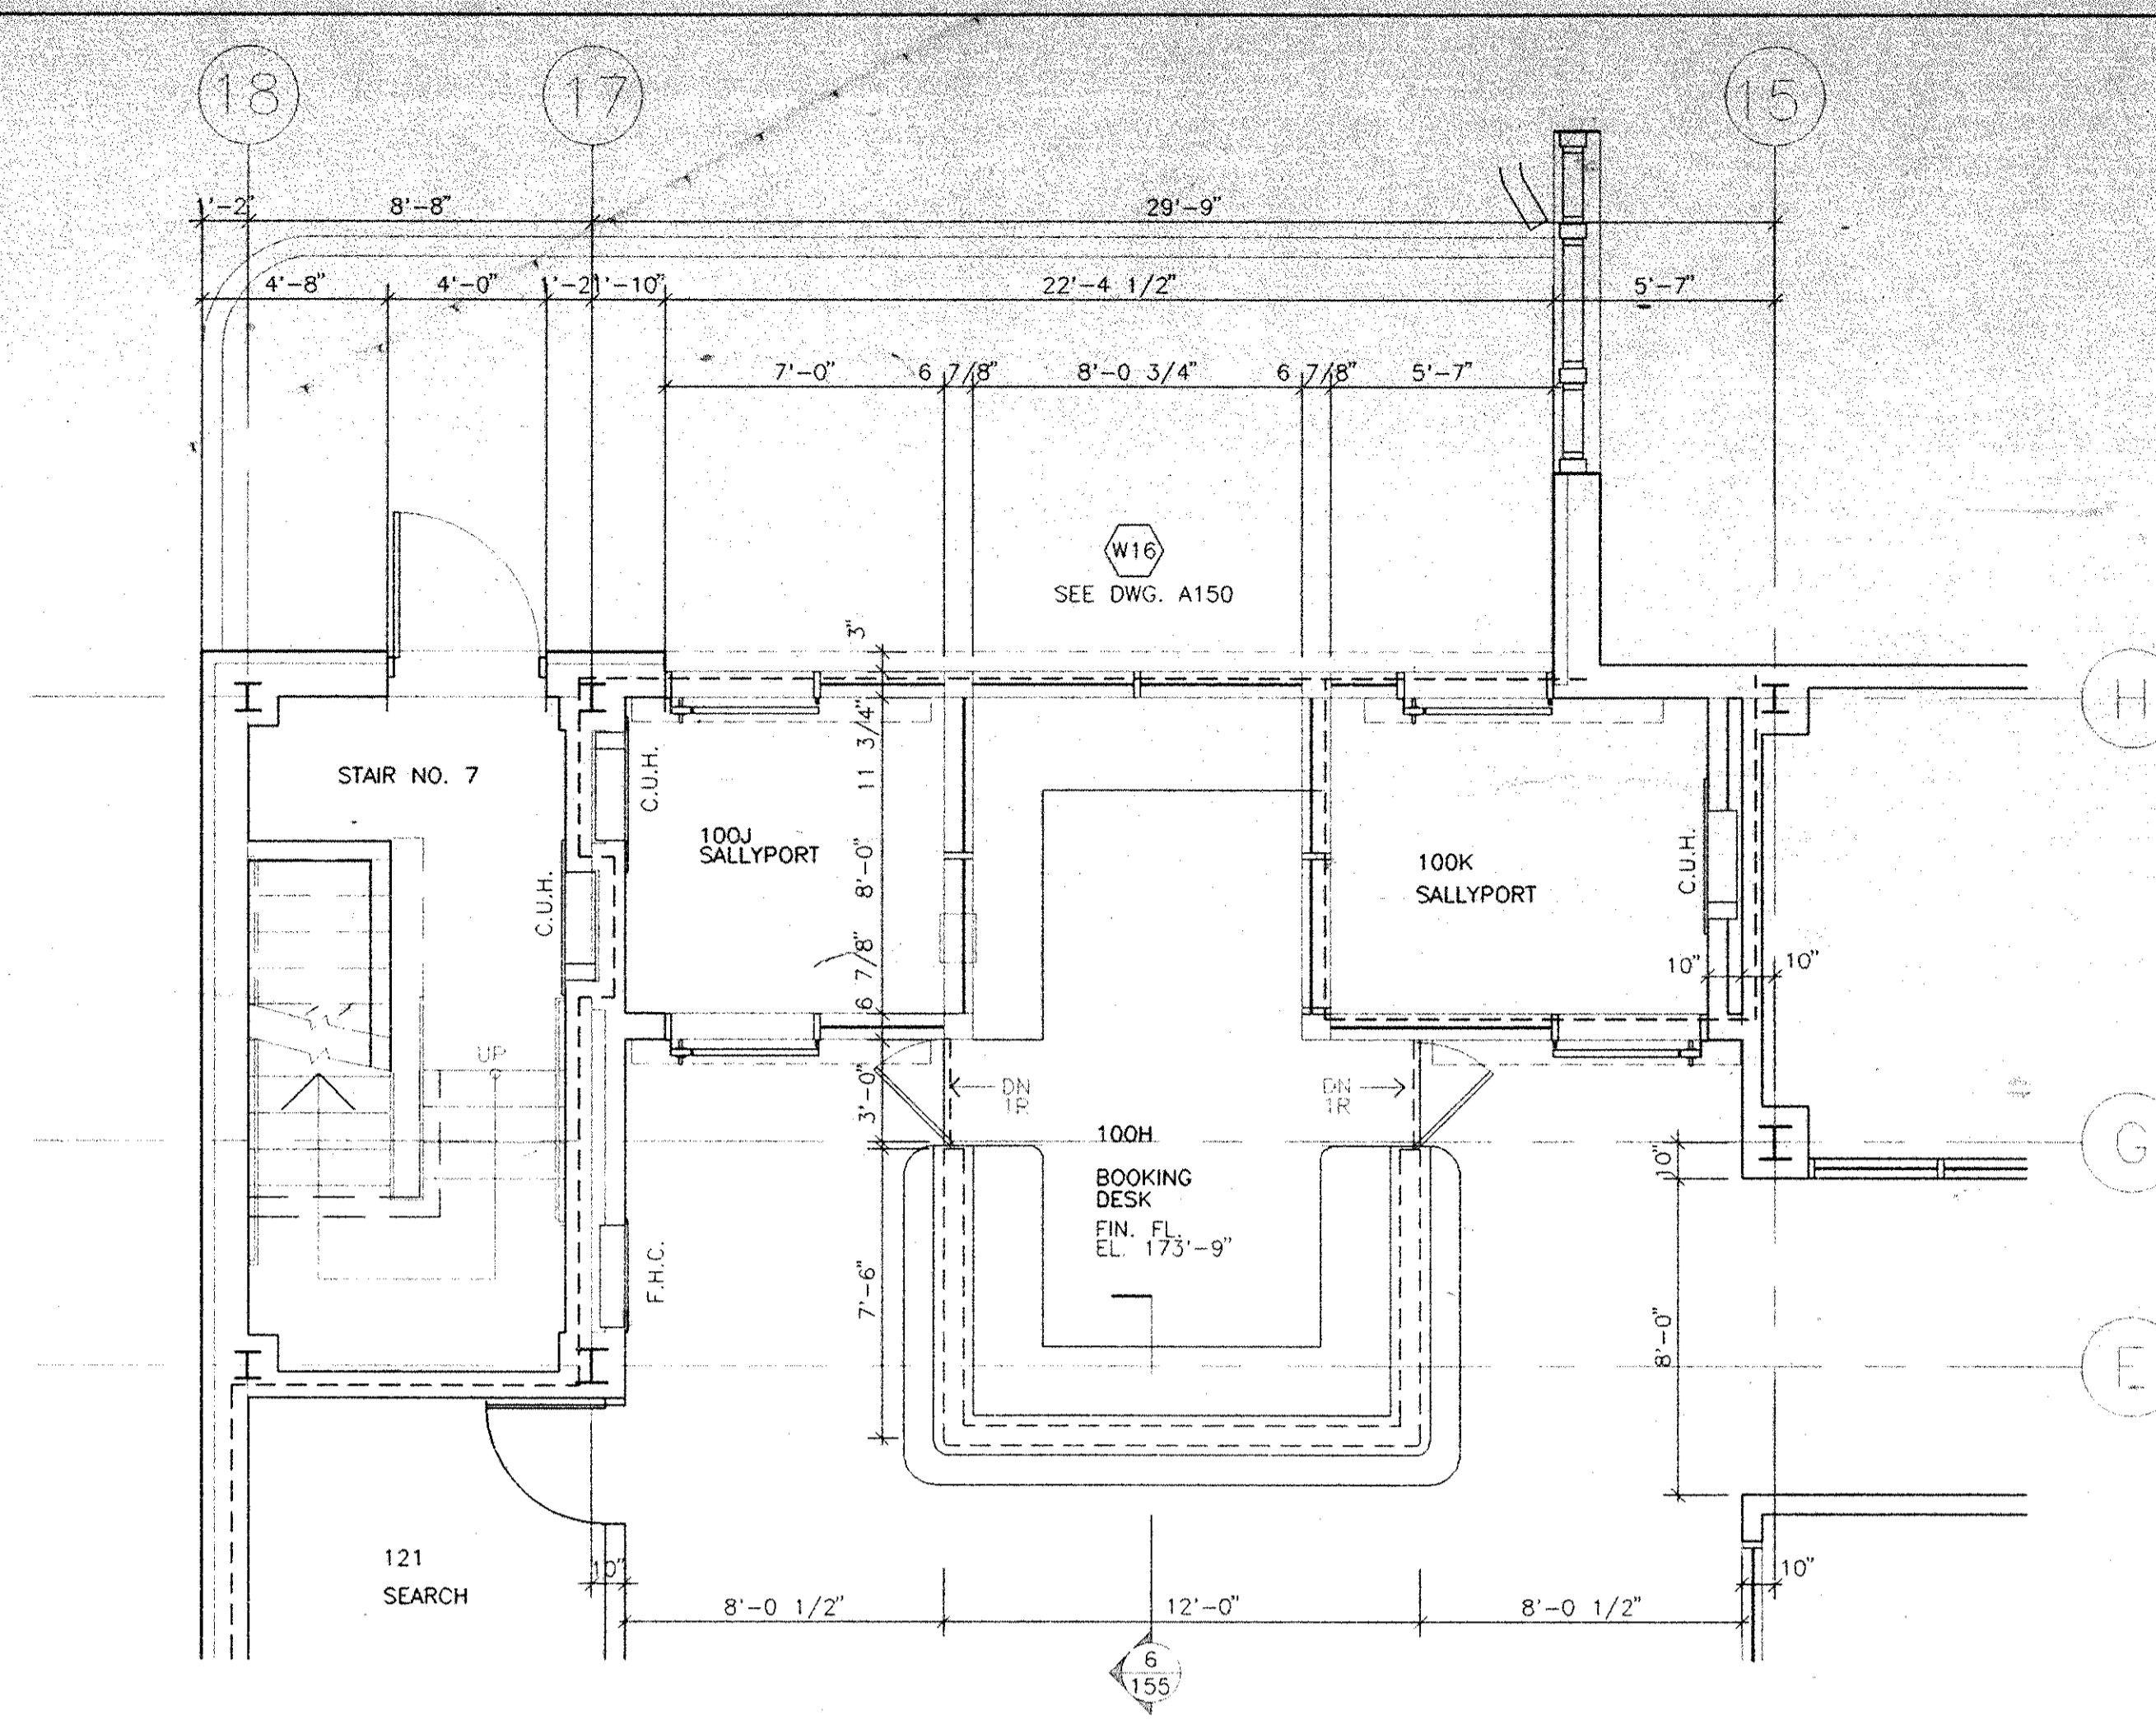 18
17
15
1'-2"
8'-8"
29'-9"
4'-8"
4'-0"
1'-2"
1'-10"
22'-4 1/2"
5'-7"
7'-0"
6 7/8"
8'-0 3/4"
6 7/8"
5'-7"
W16
SEE DWG. A150
3"
H
11 3/4"
STAIR NO. 7
C.U.H.
100J
SALLYPORT
8'-0"
100K
SALLYPORT
C.U.H.
C.U.H.
6 7/8"
10"
10"
UP
DN
1R
DN
1R
3'-0"
100H
G
10"
BOOKING
DESK
FIN. FL.
EL. 173'-9"
F.H.C.
7'-6"
8'-0"
121
SEARCH
10"
10"
8'-0 1/2"
12'-0"
8'-0 1/2"
6
155